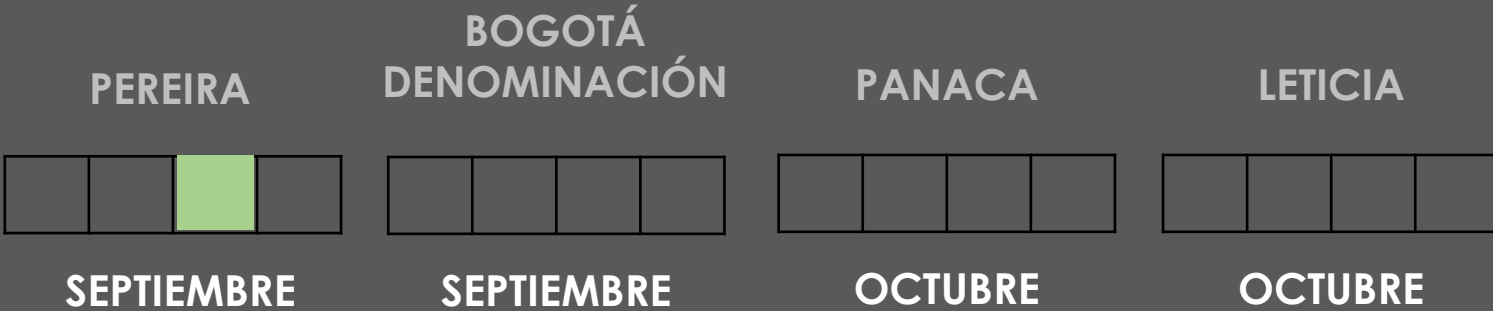 PEREIRA
BOGOTÁ
DENOMINACIÓN
PANACA
LETICIA
SEPTIEMBRE
SEPTIEMBRE
OCTUBRE
OCTUBRE